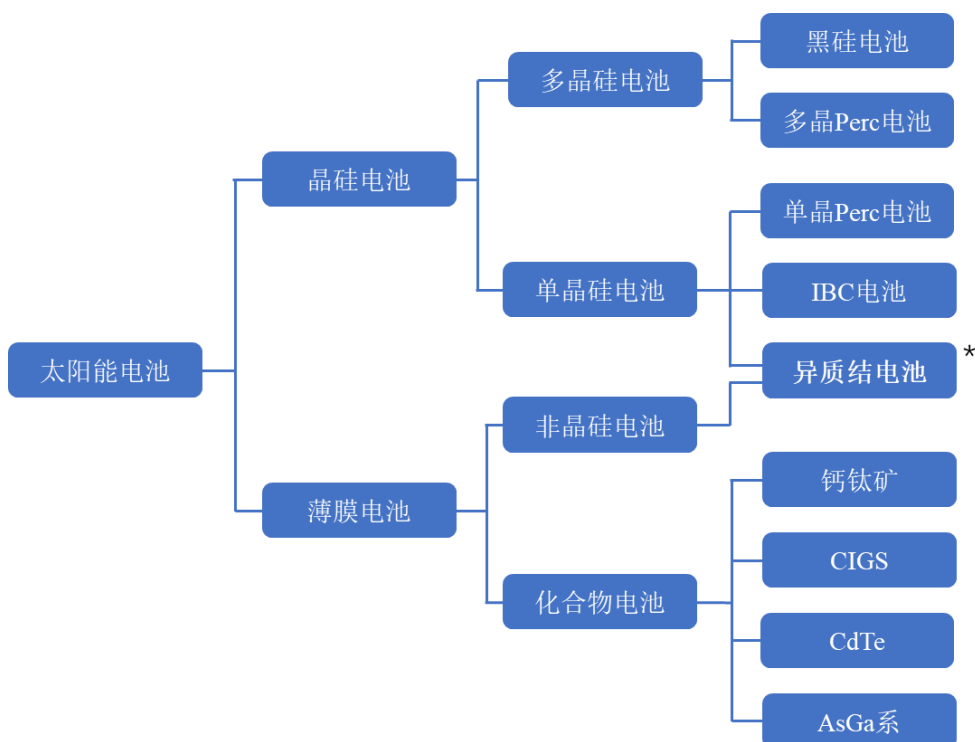 黑硅电池
多晶硅电池
多晶Perc电池
晶硅电池
单晶Perc电池
单晶硅电池
IBC电池
太阳能电池
异质结电池*
非晶硅电池
钙钛矿
薄膜电池
CIGS
化合物电池
CdTe
AsGa系